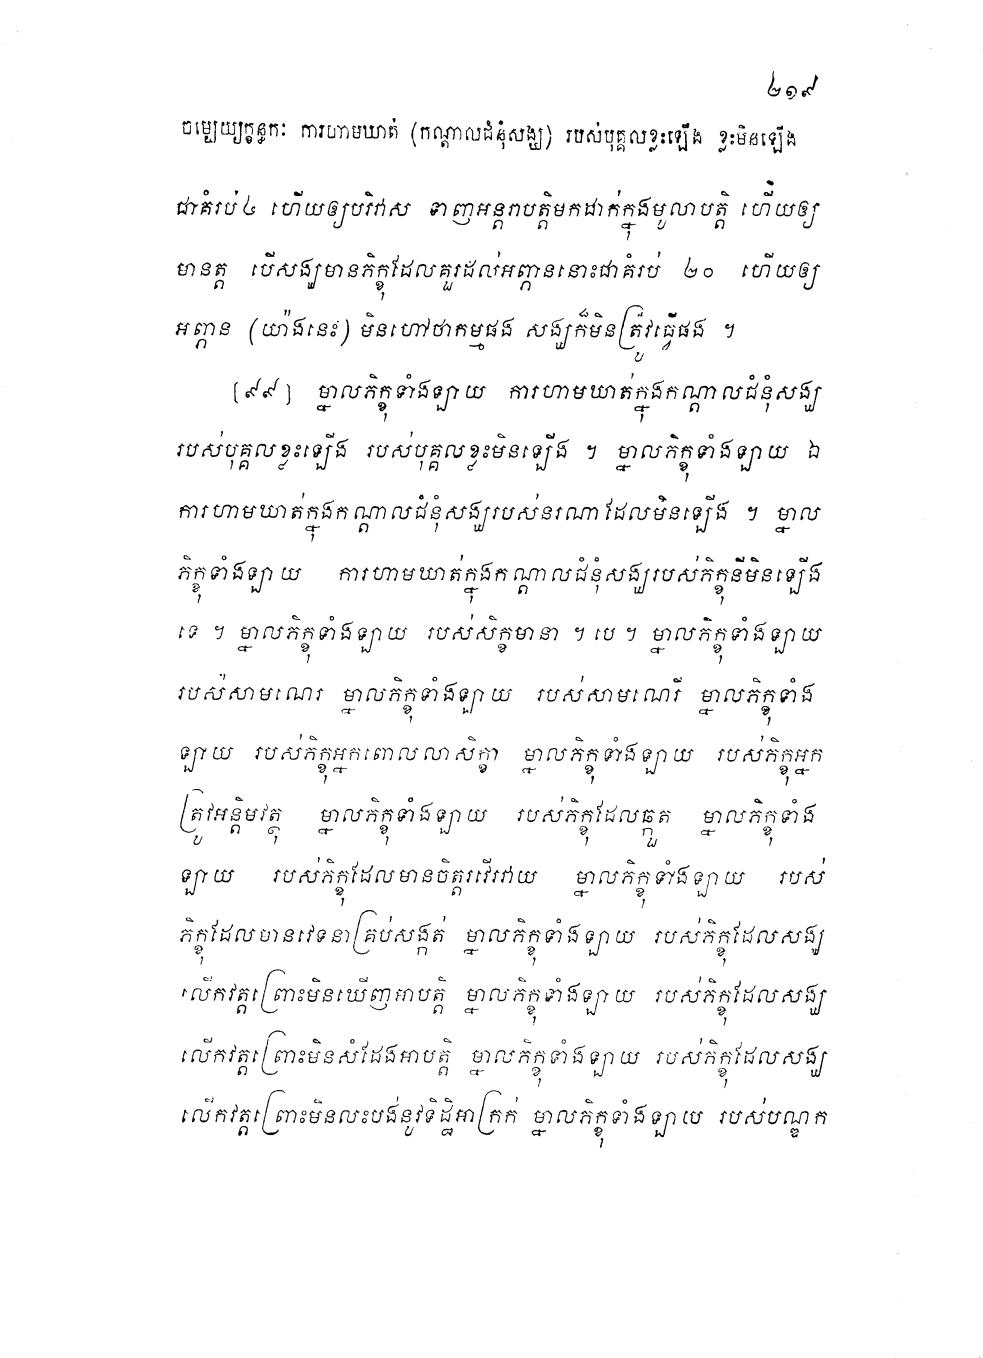 ២១៩
ចម្បេយ្យក្ខន្ធកៈ ការហាមឃាត់ (កណ្ដាលជំនុំសង្ឃ) របស់បុគ្គលខ្លះឡើង ខ្លះមិនឡើង
ជាគំរប់៤ ហើយឲ្យបរិវាស ទាញអន្តរាបត្តិមកដាក់ក្នុងមូលាបត្តិ ហើយឲ្យ
មានត្ត បើសង្ឃមានភិក្ខុដែលគួរដល់អព្ភាននោះជាគំរប់ ២០ ហើយឲ្យ
អព្ភាន (យ៉ាងនេះ) មិនហៅថាកម្មផង សង្ឃក៏មិនត្រូវធ្វើផង ។
[៩៩] ម្នាលភិក្ខុទាំងឡាយ ការហាមឃាត់ក្នុងកណ្ដាលជំនុំសង្ឃ
របស់បុគ្គលខ្លះឡើង របស់បុគ្គលខ្លះមិនឡើង ។ ម្នាលភិក្ខុទាំងឡាយ ឯ
ការហាមឃាត់ក្នុងកណ្ដាលជំនុំសង្ឃរបស់នរណាដែលមិនឡើង ។ ម្នាល
ភិក្ខុទាំងឡាយ ការហាមឃាត់ក្នុងកណ្ដាលជំនុំសង្ឃរបស់ភិក្ខុនីមិនឡើង
ទេ ។ ម្នាលភិក្ខុទាំងឡាយ របស់សិក្ខមានា ។ បេ ។ ម្នាលភិក្ខុទាំងឡាយ
របស់សាមណេរ ម្នាលភិក្ខុទាំងឡាយ របស់សាមណេរី ម្នាលភិក្ខុទាំង
ឡាយ របស់ភិក្ខុអ្នកពោលលាសិក្ខា ម្នាលភិក្ខុទាំងឡាយ របស់ភិក្ខុអ្នក
ត្រូវអន្តិមវត្ថុ ម្នាលភិក្ខុទាំងឡាយ របស់ភិក្ខុដែលឆ្កួត ម្នាលភិក្ខុទាំង
ឡាយ របស់ភិក្ខុដែលមានចិត្តរវើរវាយ ម្នាលភិក្ខុទាំងឡាយ របស់
ភិក្ខុដែលមានវេទនាគ្របសង្កត់ ម្នាលភិក្ខុទាំងឡាយ របស់ភិក្ខុដែលសង្ឃ
លើកវត្តព្រោះមិនឃើញអាបត្តិ ម្នាលភិក្ខុទាំងឡាយ របស់ភិក្ខុដែលសង្ឃ
លើកវត្តព្រោះមិនសំដែងអាបត្តិ ម្នាលភិក្ខុទាំងឡាយ របស់ភិក្ខុដែលសង្ឃ
លើកវត្តព្រោះមិនលះបង់នូវទិដ្ឋិអាក្រក់ ម្នាលភិក្ខុទាំងឡាយ របស់បណ្ឌក